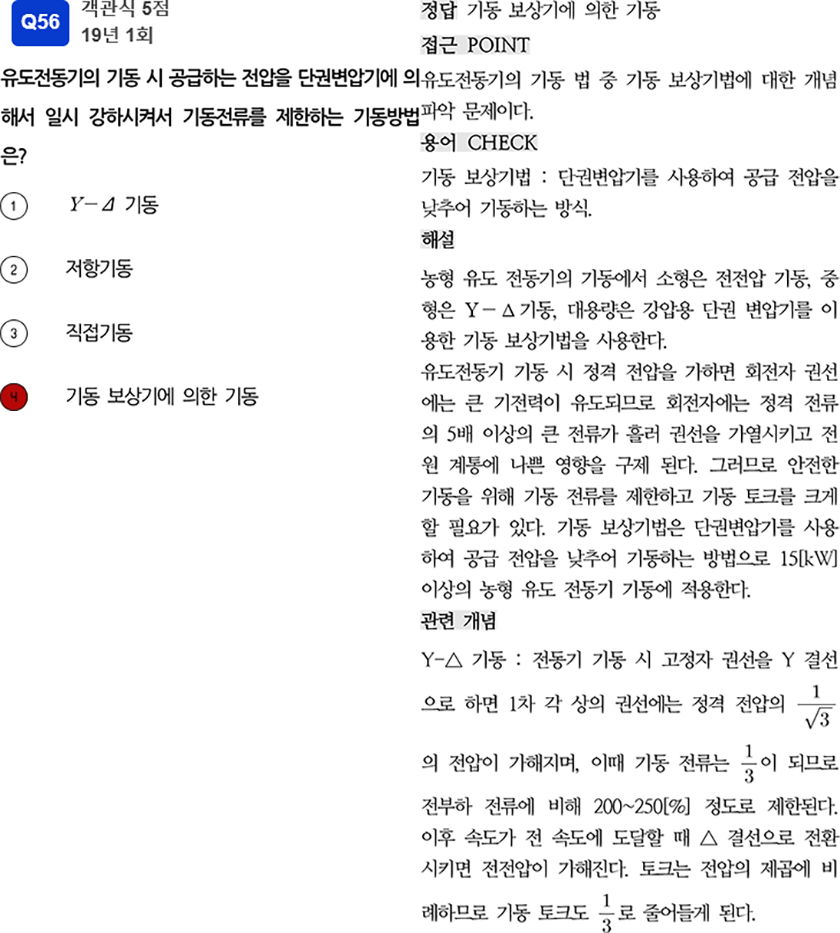 Q56
객관식 5점
19년 1회
유도전동기의 기동 시 공급하는 전압을 단권변압기에 의
해서 일시 강하시켜서 기동전류를 제한하는 기동방법
은?
① Y-Δ 기동
② 저항기동
③ 직접기동
④ 기동 보상기에 의한 기동
정답 기동 보상기에 의한 기동
접근 POINT
유도전동기의 기동 법 중 기동 보상기법에 대한 개념
파악 문제이다.
용어 CHECK
기동 보상기법 : 단권변압기를 사용하여 공급 전압을
낮추어 기동하는 방식.
해설
농형 유도 전동기의 기동에서 소형은 전전압 기동, 중
형은 Y-Δ기동, 대용량은 강압용 단권 변압기를 이
용한 기동 보상기법을 사용한다.
유도전동기 기동 시 정격 전압을 가하면 회전자 권선
에는 큰 기전력이 유도되므로 회전자에는 정격 전류
의 5배 이상의 큰 전류가 흘러 권선을 가열시키고 전
원 계통에 나쁜 영향을 구제 된다. 그러므로 안전한
기동을 위해 기동 전류를 제한하고 기동 토크를 크게
할 필요가 있다. 기동 보상기법은 단권변압기를 사용
하여 공급 전압을 낮추어 기동하는 방법으로 15[kW]
이상의 농형 유도 전동기 기동에 적용한다.
관련 개념
Y-△ 기동 : 전동기 기동 시 고정자 권선을 Y 결선
으로 하면 1차 각 상의 권선에는 정격 전압의 1/√3
의 전압이 가해지며, 이때 기동 전류는 1/3이 되므로
전부하 전류에 비해 200~250[%] 정도로 제한된다.
이후 속도가 전 속도에 도달할 때 △ 결선으로 전환
시키면 전전압이 가해진다. 토크는 전압의 제곱에 비
례하므로 기동 토크도 1/3로 줄어들게 된다.